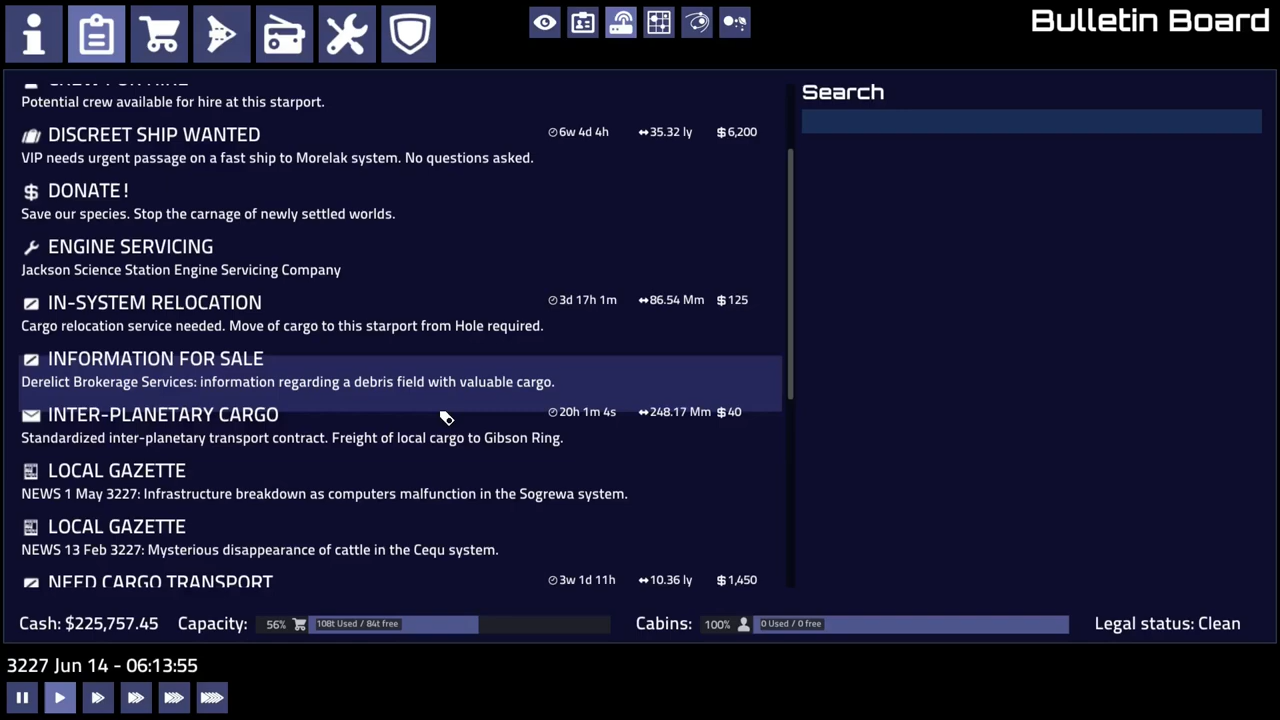 Bulletin Board
CREW FOR HIRE
Potential crew available for hire at this starport.
DISCREET SHIP WANTED 6w 4d 4h 35.32 ly $6,200
VIP needs urgent passage on a fast ship to Morelak system. No questions asked.
$ DONATE!
Save our species. Stop the carnage of newly settled worlds.
ENGINE SERVICING
Jackson Science Station Engine Servicing Company
IN-SYSTEM RELOCATION 3d 17h 1m 86.54 Mm $125
Cargo relocation service needed. Move of cargo to this starport from Hole required.
INFORMATION FOR SALE
Derelict Brokerage Services: information regarding a debris field with valuable cargo.
INTER-PLANETARY CARGO 20h 1m 4s 248.17 Mm $40
Standardized inter-planetary transport contract. Freight of local cargo to Gibson Ring.
LOCAL GAZETTE
NEWS 1 May 3227: Infrastructure breakdown as computers malfunction in the Sogrewa system.
LOCAL GAZETTE
NEWS 13 Feb 3227: Mysterious disappearance of cattle in the Cequ system.
NEED CARGO TRANSPORT 3w 1d 11h 10.36 ly $1,450
Search
Cash: $225,757.45 Capacity: 56% 108t Used / 84t free Cabins: 100% 0 Used / 0 free Legal status: Clean
3227 Jun 14 - 06:13:55